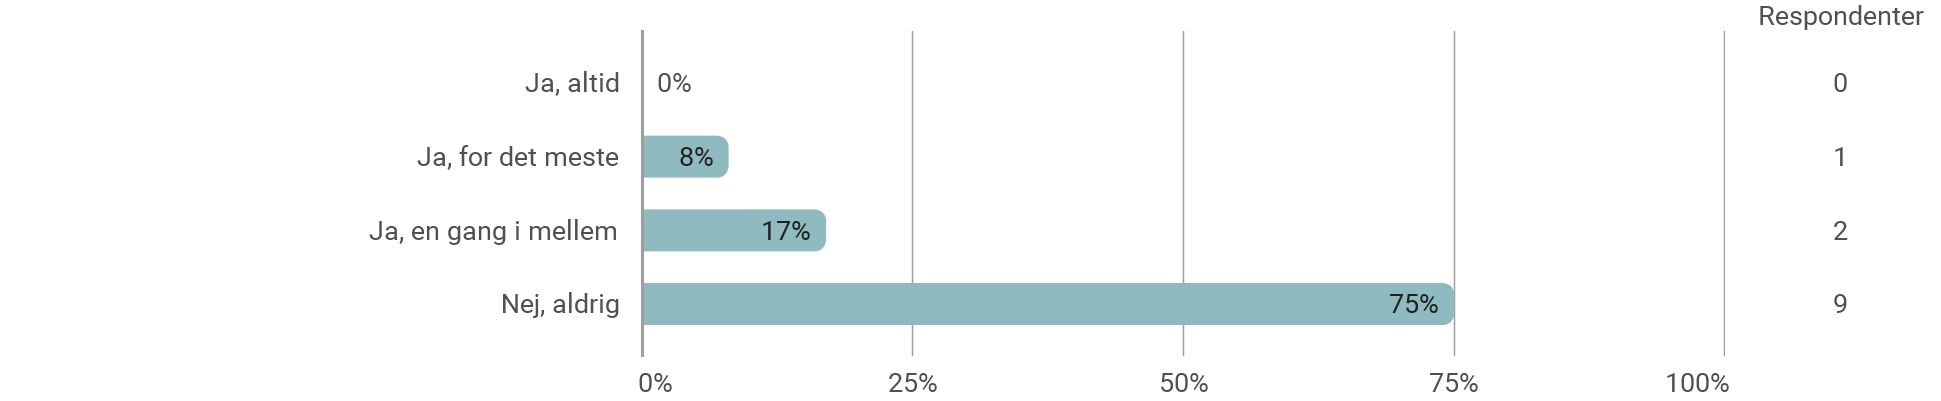 Respondenter
Ja, altid 0% 0
Ja, for det meste 8% 1
Ja, en gang i mellem 17% 2
Nej, aldrig 75% 9
0% 25% 50% 75% 100%